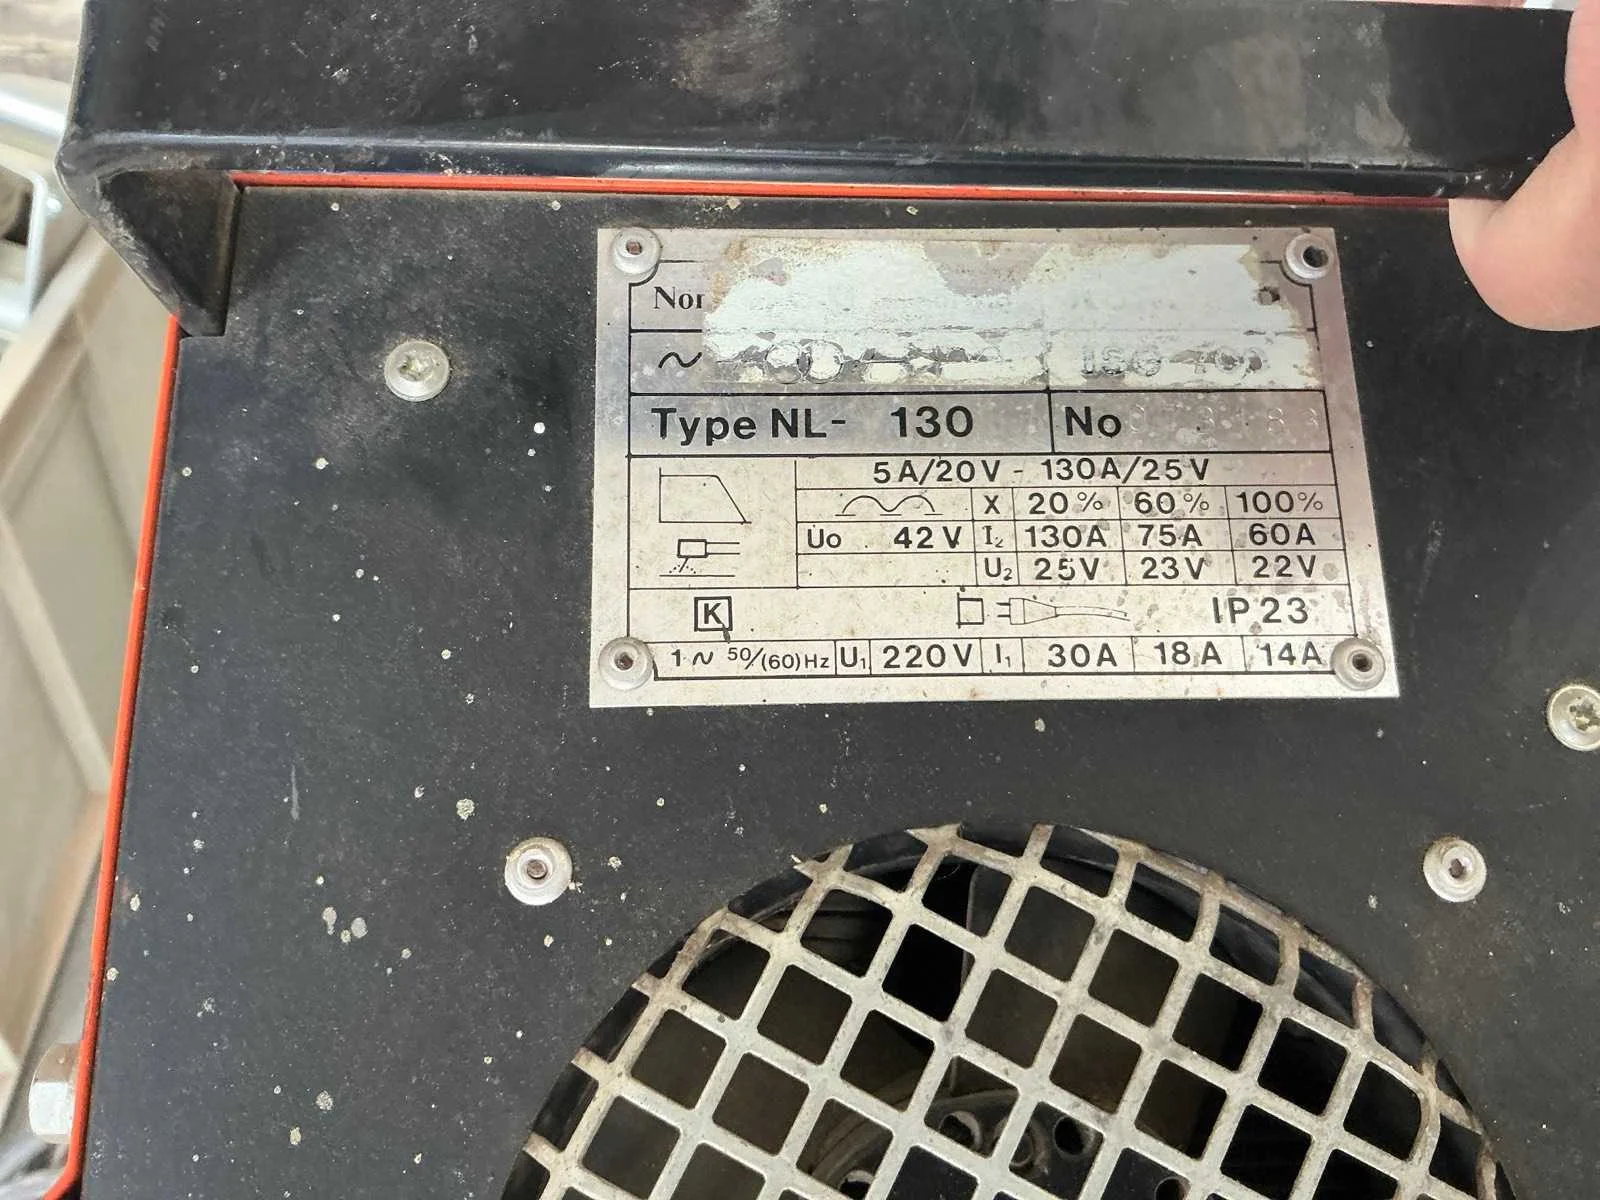 Nor
~
Type NL- 130 No
5A/20V - 130A/25V
X 20% 60% 100%
Uo 42V I₂ 130A 75A 60A
U₂ 25V 23V 22V
K IP23
1~ 50/(60)Hz U₁ 220V I₁ 30A 18A 14A